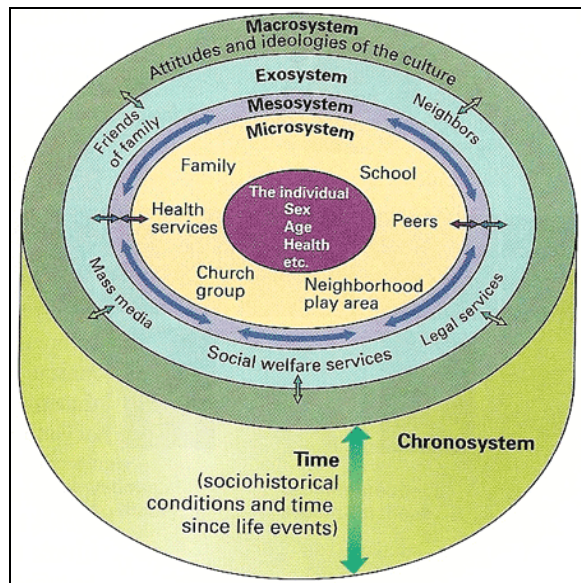 Macrosystem
Attitudes and ideologies of the culture
Exosystem
Mesosystem
Microsystem
Friends
of family
Neighbors
Family
School
The individual
Sex
Age
Health
etc.
Health
services
Peers
Church
group
Neighborhood
play area
Mass media
Social welfare services
Legal services
Chronosystem
Time
(sociohistorical
conditions and time
since life events)